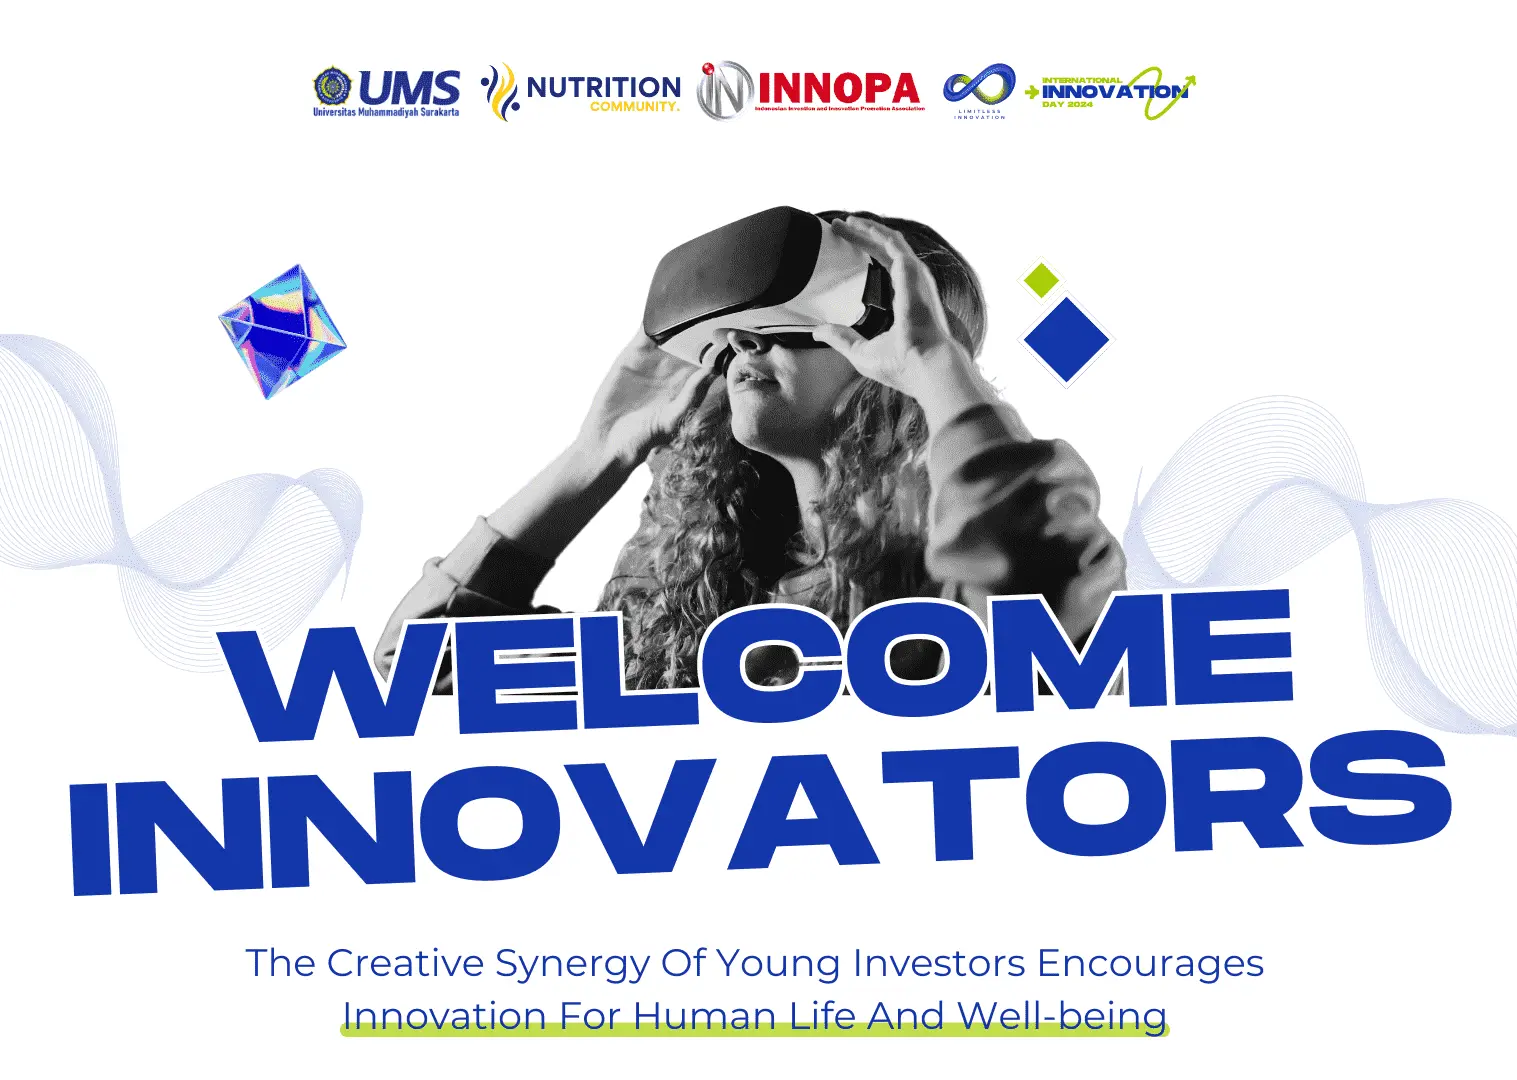 UMS
Universitas Muhammadiyah Surakarta
NUTRITION
COMMUNITY.
IN INNOPA
Indonesian Invention and Innovation Promotion Association
LIMITLESS
INNOVATION
INTERNATIONAL
INNOVATION
DAY 2024
WELCOME
INNOVATORS
The Creative Synergy Of Young Investors Encourages
Innovation For Human Life And Well-being